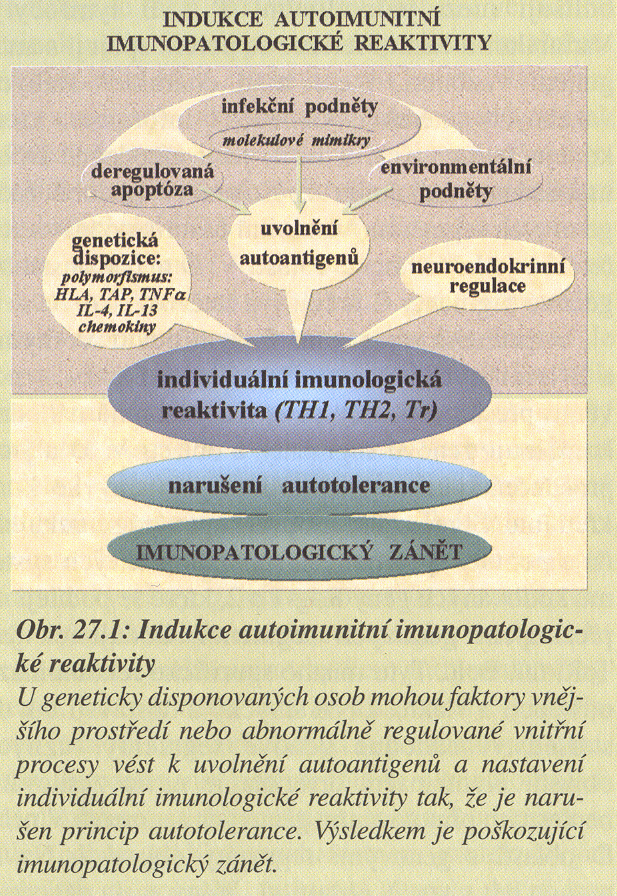 INDUKCE AUTOIMUNITNÍ
IMUNOPATOLOGICKÉ REAKTIVITY
infekční podněty
molekulové mimikry
deregulovaná
apoptóza
environmentální
podněty
uvolnění
autoantigenů
genetická
dispozice:
polymorfismus:
HLA, TAP, TNFα
IL-4, IL-13
chemokiny
neuroendokrinní
regulace
individuální imunologická
reaktivita (TH1, TH2, Tr)
narušení autotolerance
IMUNOPATOLOGICKÝ ZÁNĚT
Obr. 27.1: Indukce autoimunitní imunopatologic-
ké reaktivity
U geneticky disponovaných osob mohou faktory vněj-
šího prostředí nebo abnormálně regulované vnitřní
procesy vést k uvolnění autoantigenů a nastavení
individuální imunologické reaktivity tak, že je naru-
šen princip autotolerance. Výsledkem je poškozující
imunopatologický zánět.